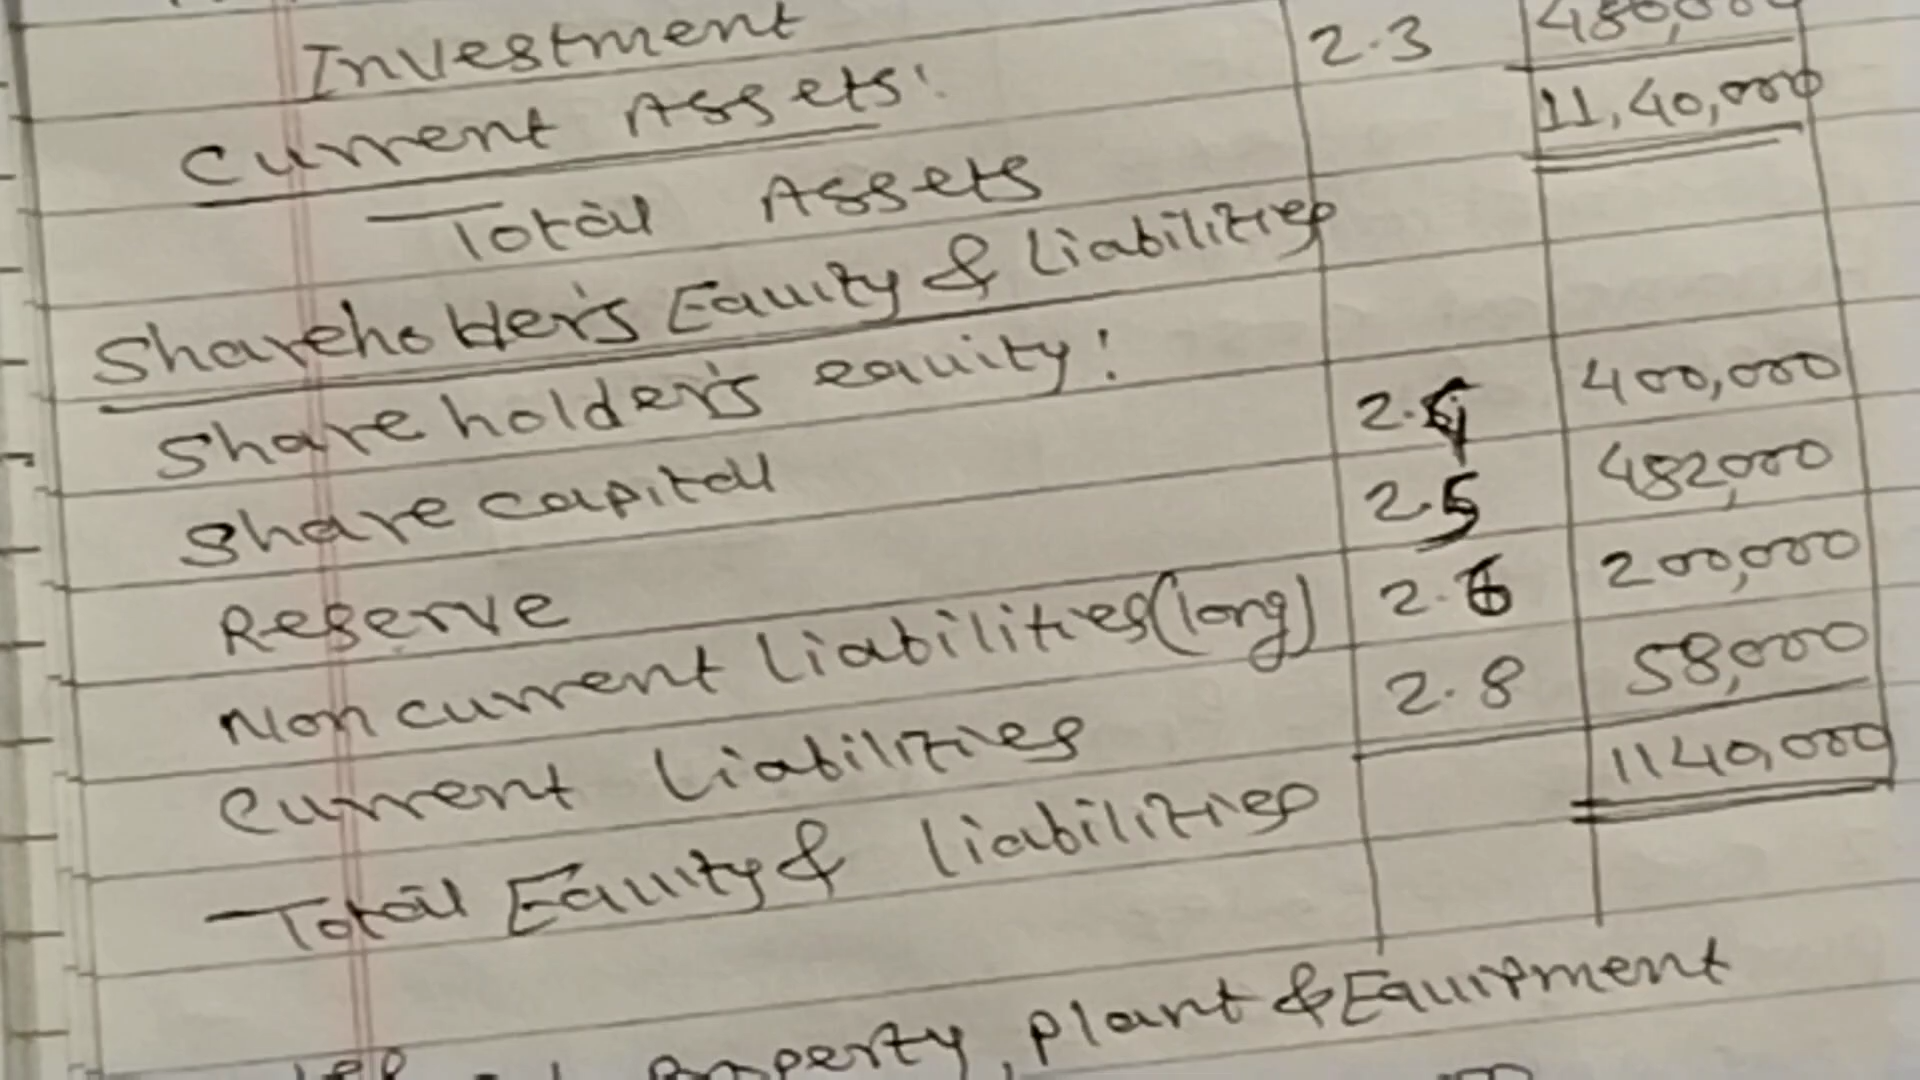 Investment
Current Assets: 2.3 480,000
Total Assets 11,40,000
Shareholder's Equity & Liabilities
Shareholder's equity:
Share capital 2.4 400,000
Reserve 2.5 482,000
Non current Liabilities (long) 2.6 200,000
Current Liabilities 2.8 58,000
Total Equity & Liabilities 1140,000
Property, plant & Equipment